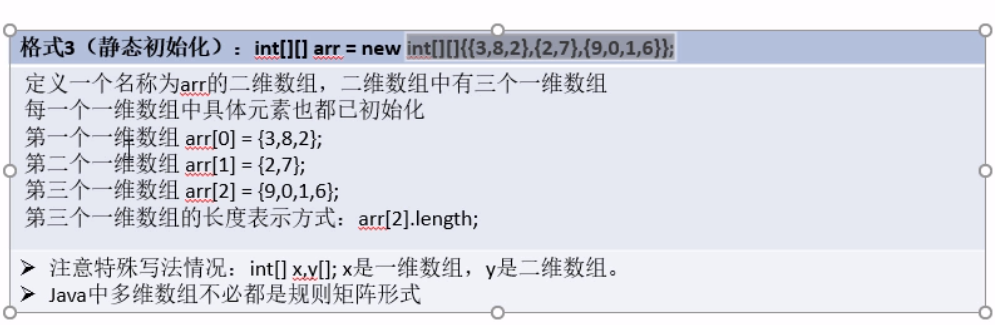 格式3（静态初始化）：int[][] arr = new int[][]{{3,8,2},{2,7},{9,0,1,6}};
定义一个名称为arr的二维数组，二维数组中有三个一维数组
每一个一维数组中具体元素也都已初始化
第一个一维数组 arr[0] = {3,8,2};
第二个一维数组 arr[1] = {2,7};
第三个一维数组 arr[2] = {9,0,1,6};
第三个一维数组的长度表示方式：arr[2].length;
➢ 注意特殊写法情况：int[] x,y[]; x是一维数组，y是二维数组。
➢ Java中多维数组不必都是规则矩阵形式